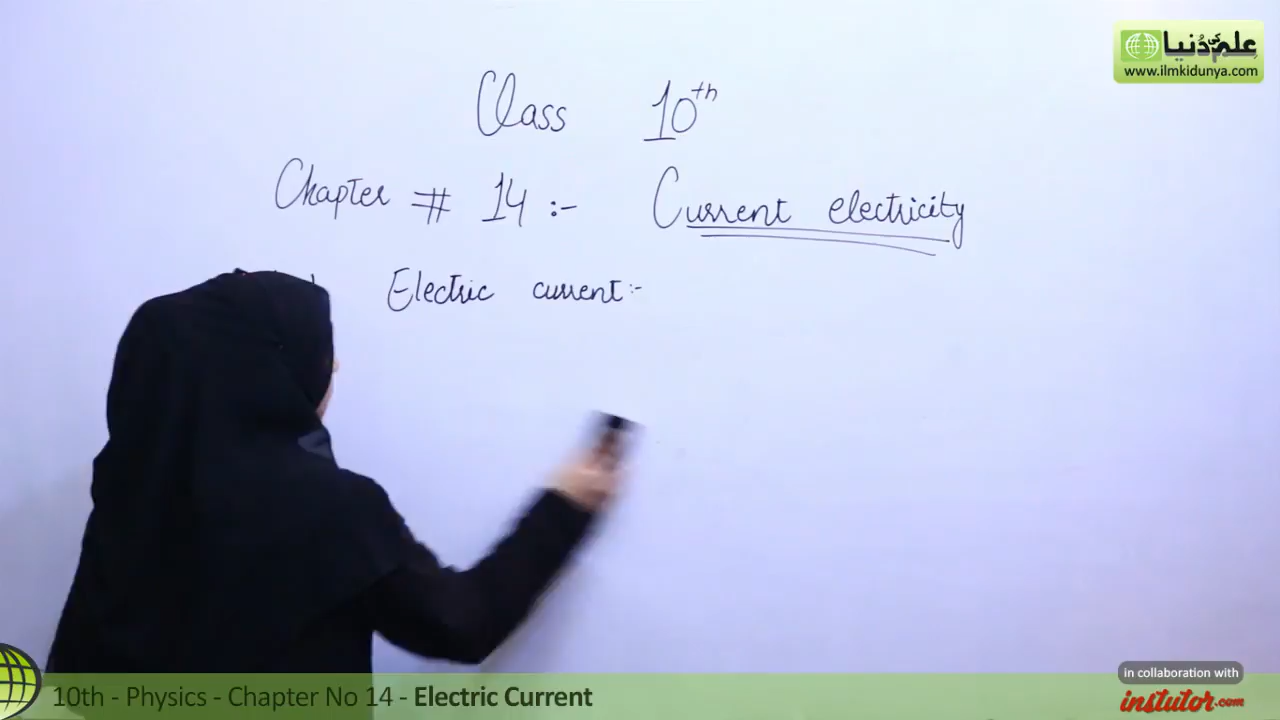 علم کی دُنیا
www.ilmkidunya.com
Class 10th
Chapter # 14 :- Current electricity
Electric current:-
10th - Physics - Chapter No 14 - Electric Current
in collaboration with
instutor.com